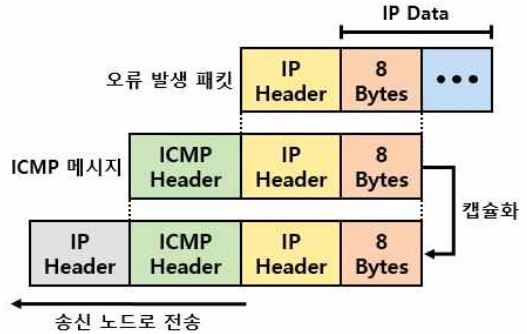 IP Data
오류 발생 패킷
IP
Header
8
Bytes
•••
ICMP 메시지
ICMP
Header
IP
Header
8
Bytes
캡슐화
IP
Header
ICMP
Header
IP
Header
8
Bytes
송신 노드로 전송